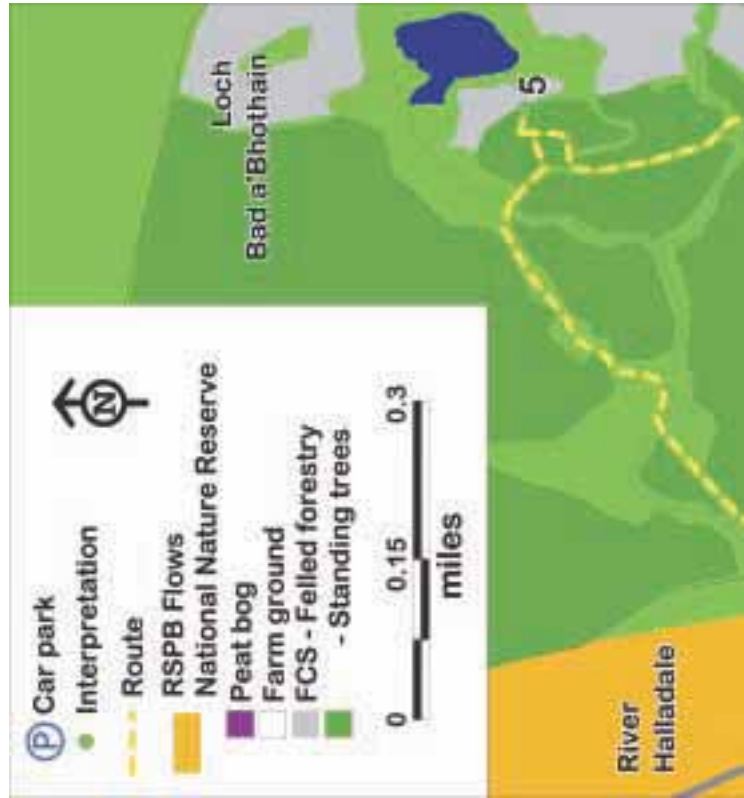 P Car park
Interpretation
Route
RSPB Flows
National Nature Reserve
Peat bog
Farm ground
FCS - Felled forestry
- Standing trees
N
0 0.15 0.3
miles
Loch
Bad a'Bhothain
5
River
Halladale